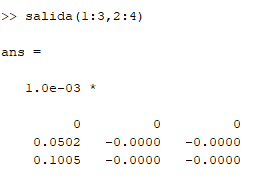 >> salida(1:3,2:4)
ans =
1.0e-03 *
0 0 0
0.0502 -0.0000 -0.0000
0.1005 -0.0000 -0.0000